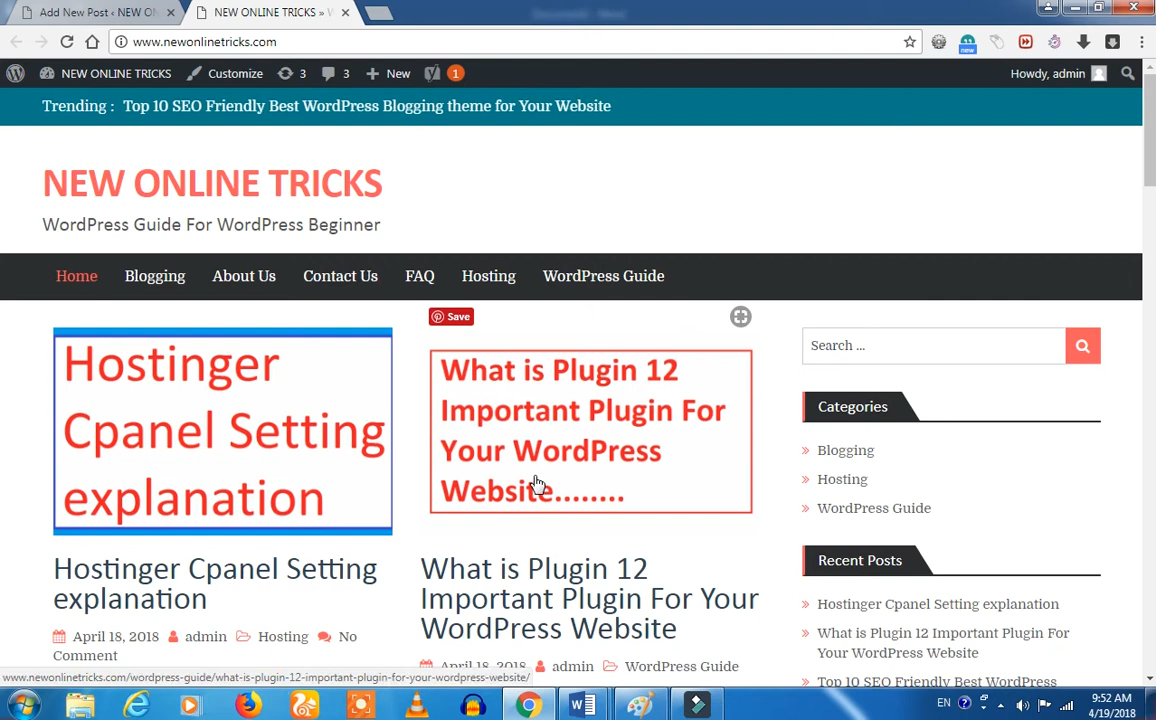 Add New Post ‹ NEW ON
NEW ONLINE TRICKS » W
www.newonlinetricks.com
new
NEW ONLINE TRICKS
Customize
3
3
New
1
Howdy, admin
Trending : Top 10 SEO Friendly Best WordPress Blogging theme for Your Website
NEW ONLINE TRICKS
WordPress Guide For WordPress Beginner
Home
Blogging
About Us
Contact Us
FAQ
Hosting
WordPress Guide
Save
Hostinger
Cpanel Setting
explanation
What is Plugin 12
Important Plugin For
Your WordPress
Website........
Hostinger Cpanel Setting
explanation
April 18, 2018 admin Hosting No
Comment
What is Plugin 12
Important Plugin For Your
WordPress Website
April 18, 2018 admin WordPress Guide
Search ...
Categories
Blogging
Hosting
WordPress Guide
Recent Posts
Hostinger Cpanel Setting explanation
What is Plugin 12 Important Plugin For
Your WordPress Website
Top 10 SEO Friendly Best WordPress
www.newonlinetricks.com/wordpress-guide/what-is-plugin-12-important-plugin-for-your-wordpress-website/
EN
9:52 AM
4/19/2018